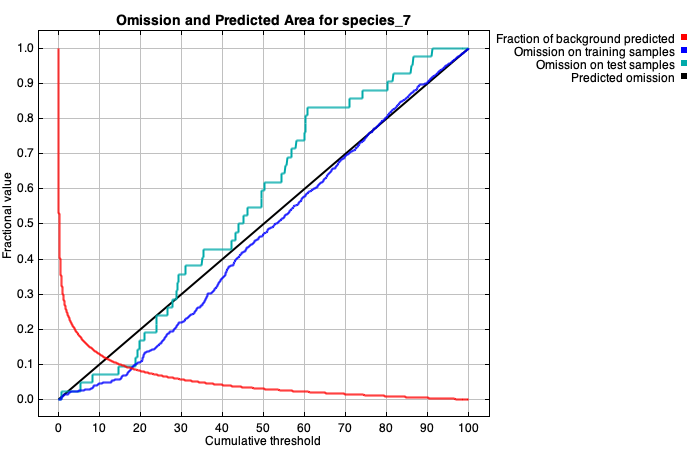 Omission and Predicted Area for species_7
Fraction of background predicted
Omission on training samples
Omission on test samples
Predicted omission
Fractional value
1.0
0.9
0.8
0.7
0.6
0.5
0.4
0.3
0.2
0.1
0.0
0 10 20 30 40 50 60 70 80 90 100
Cumulative threshold